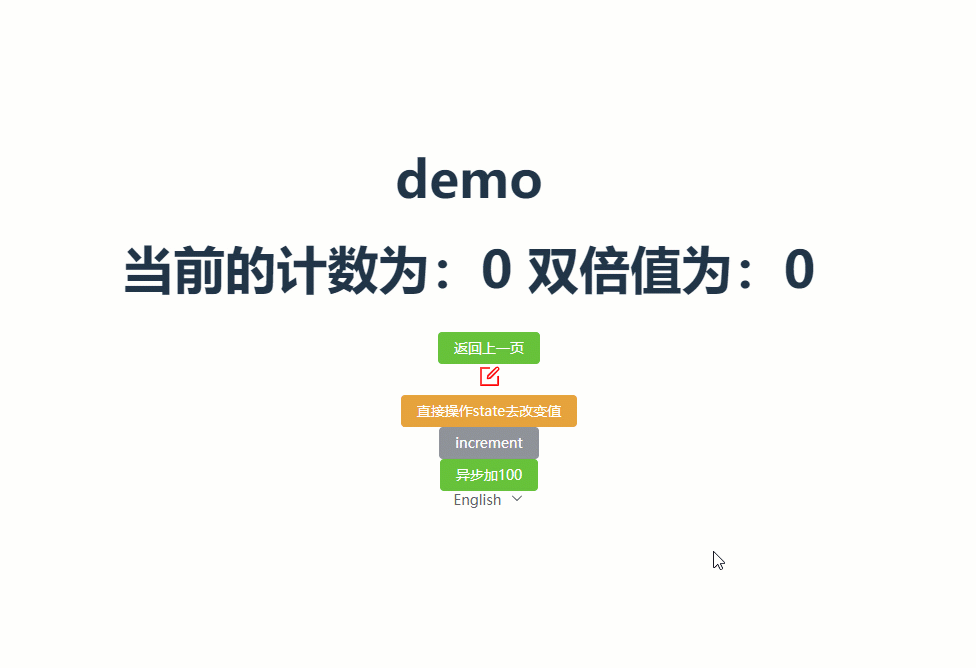 demo
当前的计数为：0 双倍值为：0
返回上一页
直接操作state去改变值
increment
异步加100
English